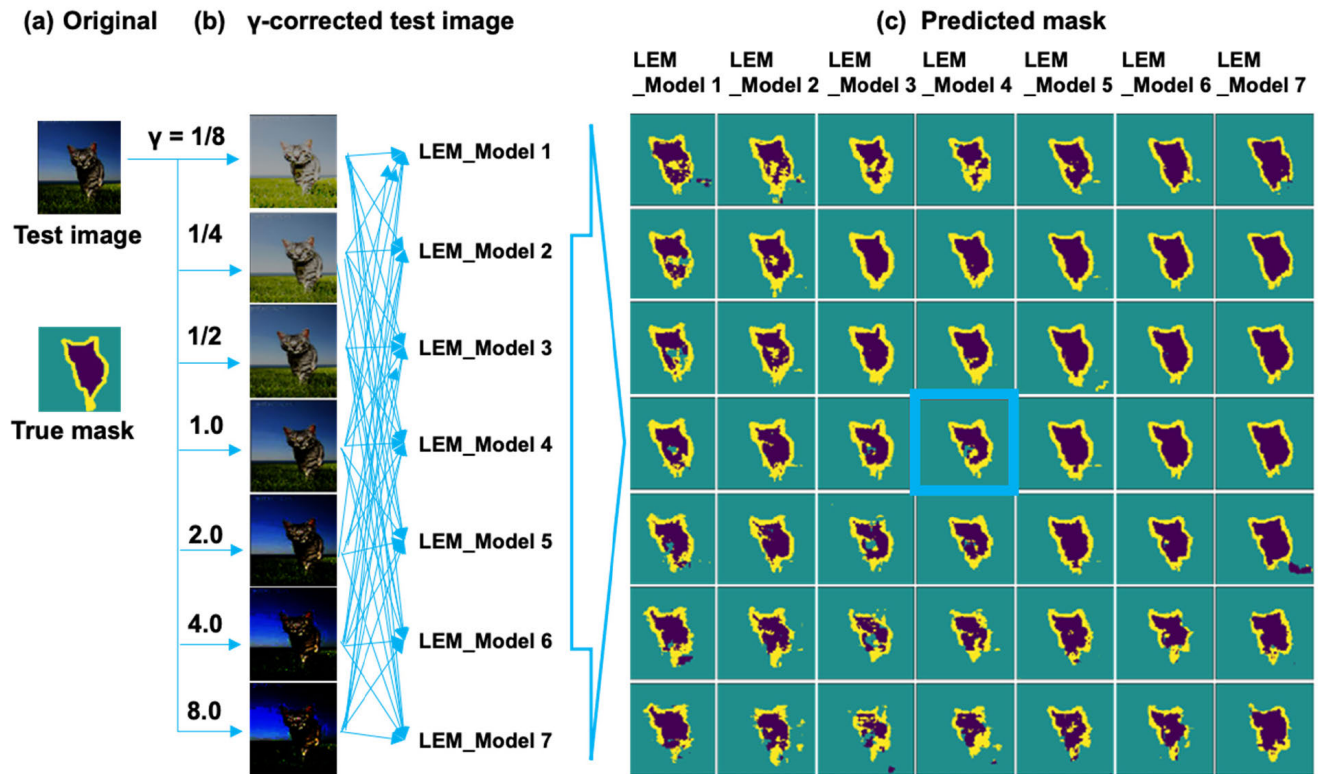 (a) Original
(b) γ-corrected test image
(c) Predicted mask
LEM
_Model 1
LEM
_Model 2
LEM
_Model 3
LEM
_Model 4
LEM
_Model 5
LEM
_Model 6
LEM
_Model 7
γ = 1/8
1/4
1/2
1.0
2.0
4.0
8.0
Test image
True mask
LEM_Model 1
LEM_Model 2
LEM_Model 3
LEM_Model 4
LEM_Model 5
LEM_Model 6
LEM_Model 7